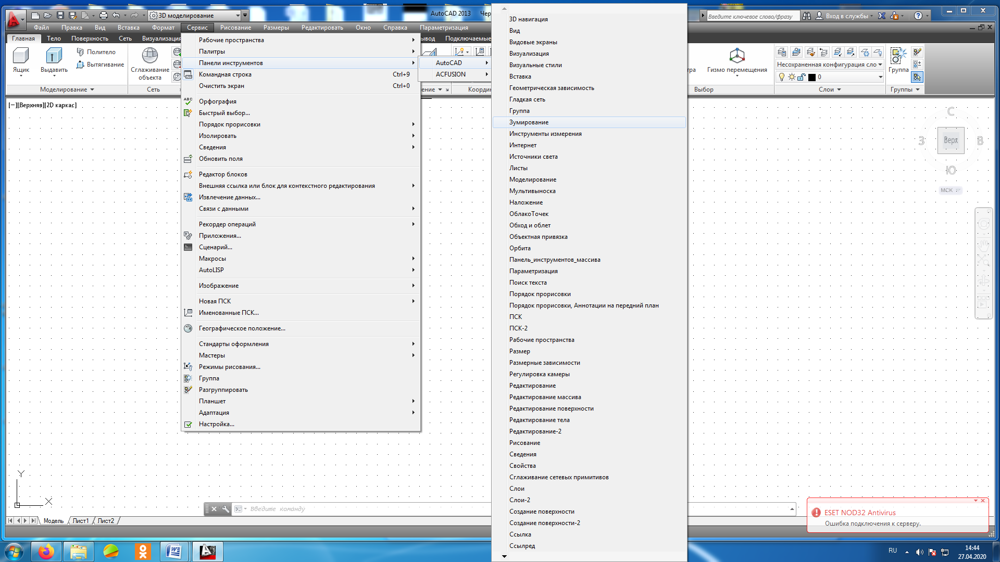 3D моделирование
AutoCAD 2013
Чер
Введите ключевое слово/фразу
Вход в службы
Файл Правка Вид Вставка Формат Сервис Рисование Размеры Редактировать Окно Справка Параметризация
Главная Тело Поверхность Сеть Визуализация
ывод Подключаемые
Ящик
Выдавить
Политело
Вытягивание
Сглаживание
объекта
Моделирование
Сеть
ение
Коорди
ра
Гизмо перемещения
Выбор
Несохраненная конфигурация сло
0
Слои
Группа
Группы
[−][Верхняя][2D каркас]
Рабочие пространства
Палитры
Панели инструментов
Командная строка Ctrl+9
Очистить экран Ctrl+0
ABC
Орфография
Быстрый выбор...
Порядок прорисовки
Изолировать
Сведения
Обновить поля
Редактор блоков
Внешняя ссылка или блок для контекстного редактирования
Извлечение данных...
Связи с данными
Рекордер операций
Приложения...
Сценарий...
Макросы
AutoLISP
Изображение
Новая ПСК
Именованные ПСК...
Географическое положение...
Стандарты оформления
Мастеры
Режимы рисования...
Группа
Разгруппировать
Планшет
Адаптация
Настройка...
AutoCAD
ACFUSION
3D навигация
Вид
Видовые экраны
Визуализация
Визуальные стили
Вставка
Геометрическая зависимость
Гладкая сеть
Группа
Зумирование
Инструменты измерения
Интернет
Источники света
Листы
Моделирование
Мультивыноска
Наложение
ОблакоТочек
Обход и облет
Объектная привязка
Орбита
Панель_инструментов_массива
Параметризация
Поиск текста
Порядок прорисовки
Порядок прорисовки, Аннотации на передний план
ПСК
ПСК-2
Рабочие пространства
Размер
Размерные зависимости
Регулировка камеры
Редактирование
Редактирование массива
Редактирование поверхности
Редактирование тела
Редактирование-2
Рисование
Сведения
Свойства
Сглаживание сетевых примитивов
Слои
Слои-2
Создание поверхности
Создание поверхности-2
Ссылка
Ссылред
С
З Верх В
Ю
МСК
Y
X
Введите команду
Модель Лист1 Лист2
ESET NOD32 Antivirus
Ошибка подключения к серверу.
RU
14:44
27.04.2020